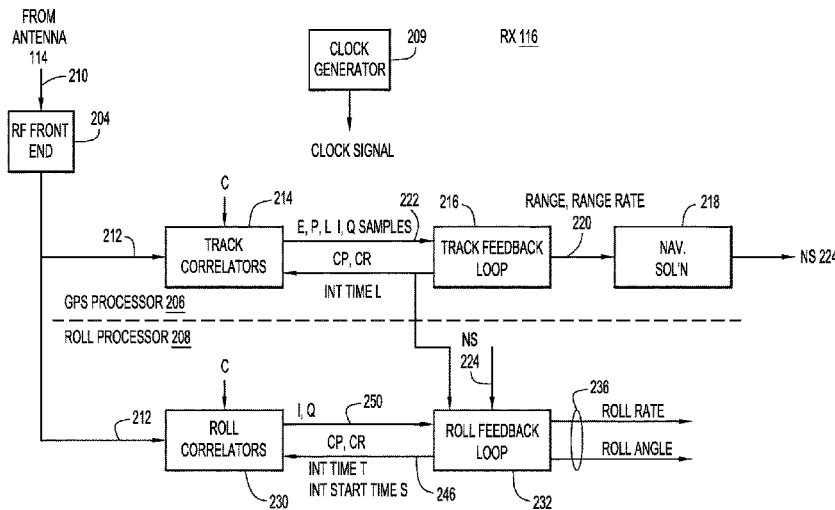 FROM
ANTENNA
114
210
RF FRONT
END
204
CLOCK
GENERATOR
209
CLOCK SIGNAL
RX 116
C
214
212
TRACK
CORRELATORS
E, P, L I, Q SAMPLES
222
CP, CR
INT TIME L
216
TRACK FEEDBACK
LOOP
RANGE, RANGE RATE
220
218
NAV.
SOL'N
NS 224
GPS PROCESSOR 206
ROLL PROCESSOR 208
C
212
ROLL
CORRELATORS
230
I, Q
250
CP, CR
INT TIME T
INT START TIME S
246
NS
224
ROLL FEEDBACK
LOOP
232
236
ROLL RATE
ROLL ANGLE